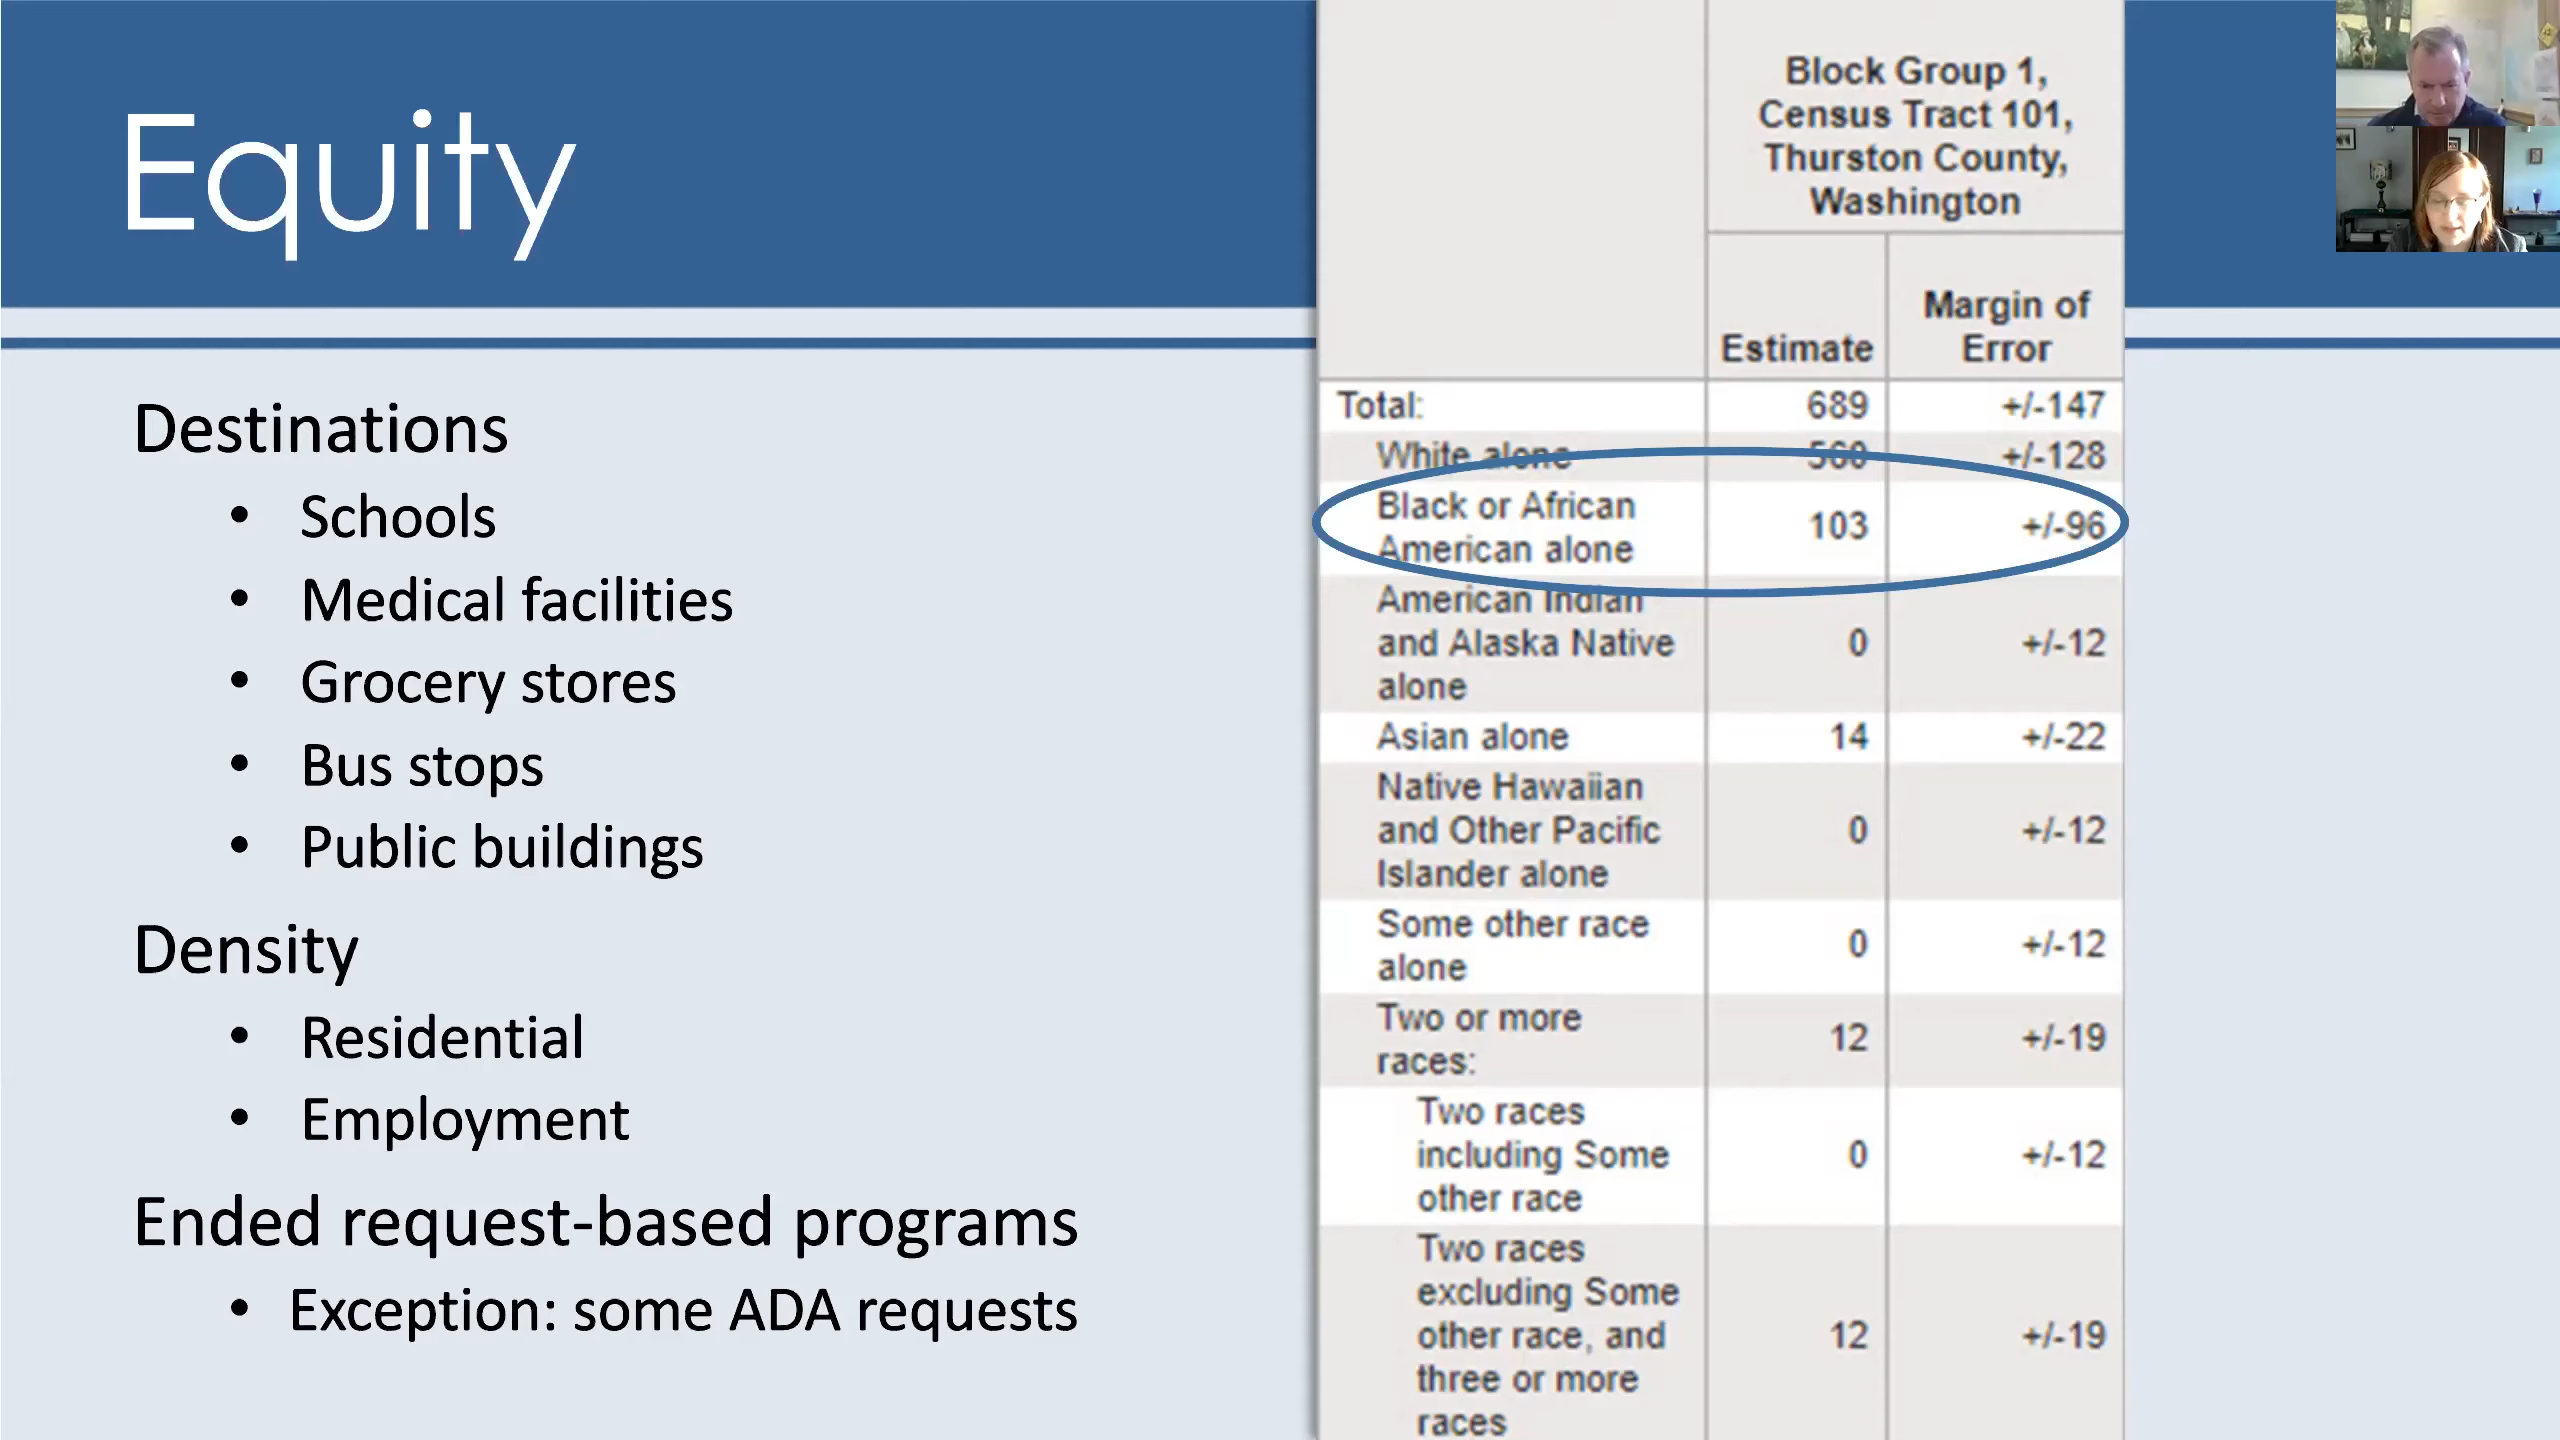 Equity
Destinations
• Schools
• Medical facilities
• Grocery stores
• Bus stops
• Public buildings
Density
• Residential
• Employment
Ended request-based programs
• Exception: some ADA requests
Block Group 1,
Census Tract 101,
Thurston County,
Washington
Estimate
Margin of
Error
Total: 689 +/-147
White alone 560 +/-128
Black or African
American alone 103 +/-96
American Indian
and Alaska Native
alone 0 +/-12
Asian alone 14 +/-22
Native Hawaiian
and Other Pacific
Islander alone 0 +/-12
Some other race
alone 0 +/-12
Two or more
races: 12 +/-19
Two races
including Some
other race 0 +/-12
Two races
excluding Some
other race, and
three or more
races 12 +/-19